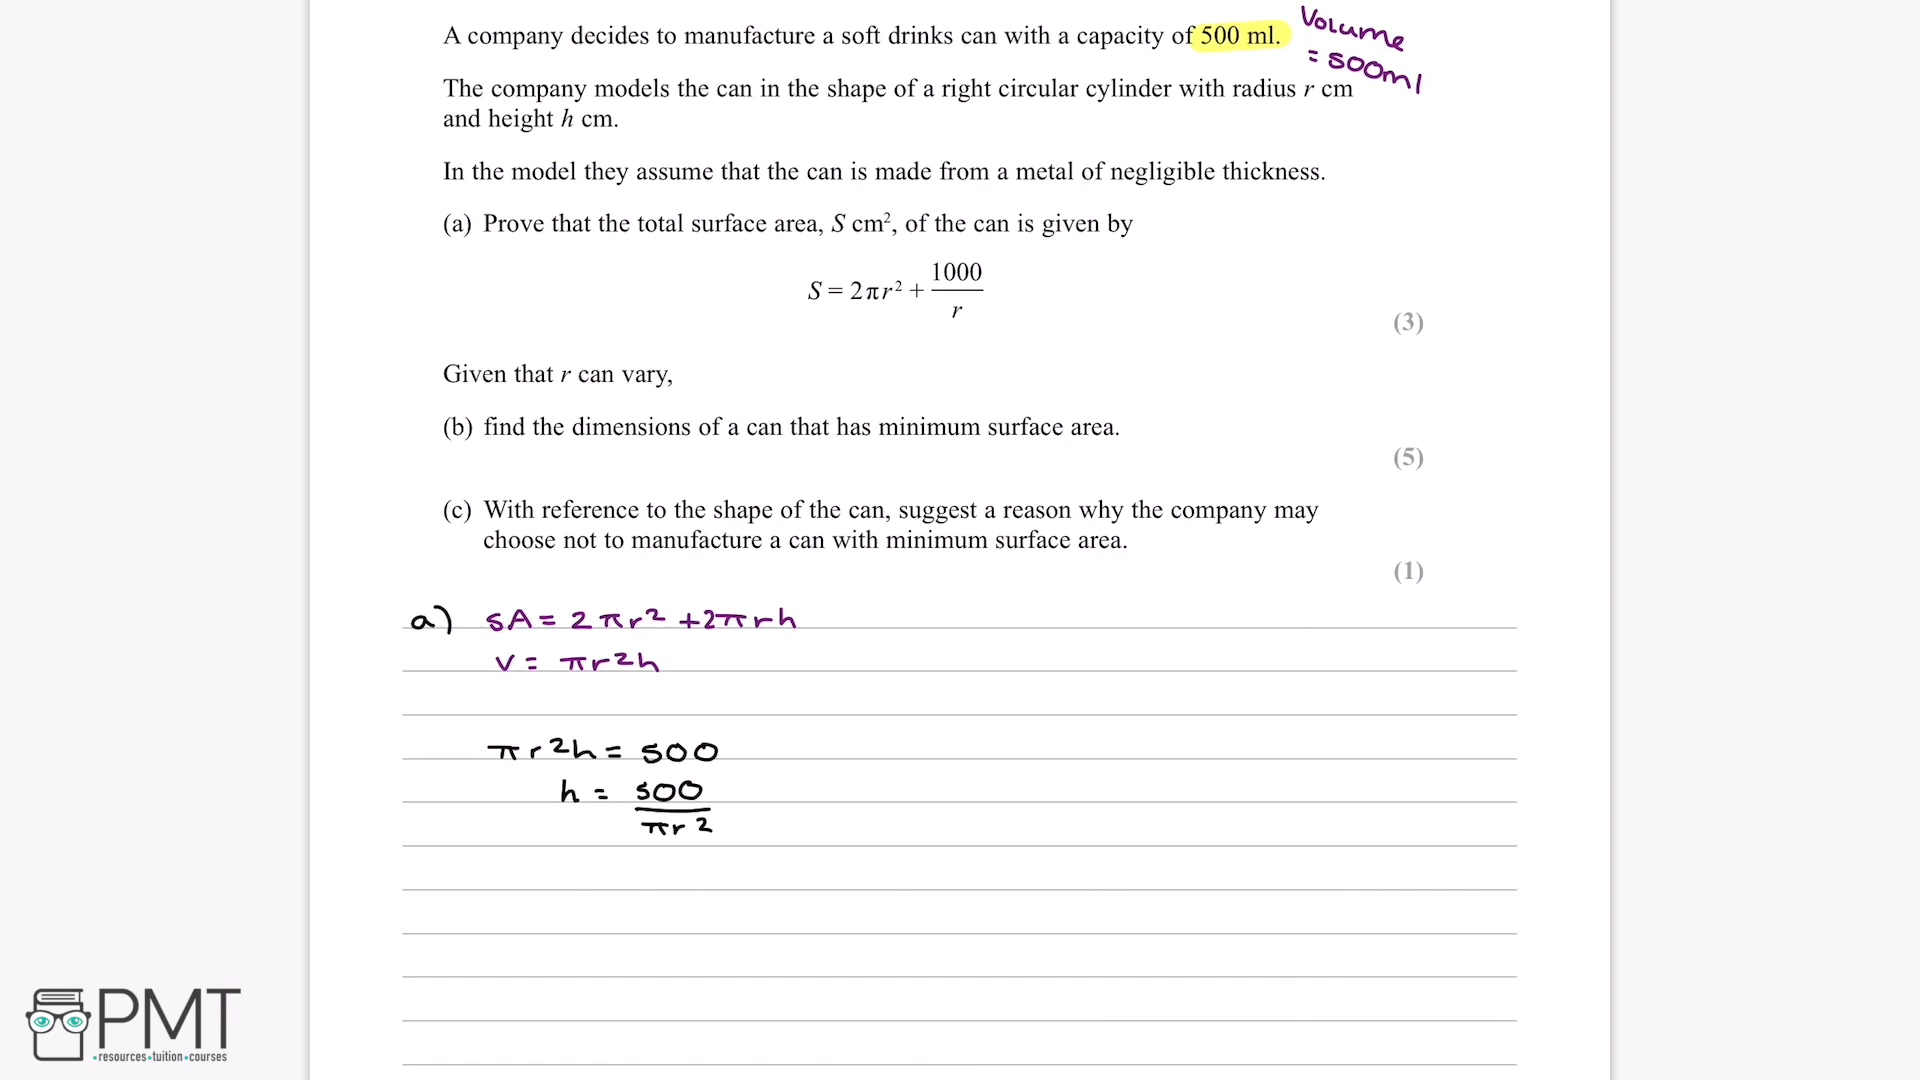 A company decides to manufacture a soft drinks can with a capacity of 500 ml.
Volume
= 500ml
The company models the can in the shape of a right circular cylinder with radius r cm
and height h cm.
In the model they assume that the can is made from a metal of negligible thickness.
(a) Prove that the total surface area, S cm², of the can is given by
S = 2πr² + 1000/r
(3)
Given that r can vary,
(b) find the dimensions of a can that has minimum surface area.
(5)
(c) With reference to the shape of the can, suggest a reason why the company may
choose not to manufacture a can with minimum surface area.
(1)
a) SA = 2πr² + 2πrh
V = πr²h
πr²h = 500
h = 500/πr²
PMT
•resources•tuition•courses